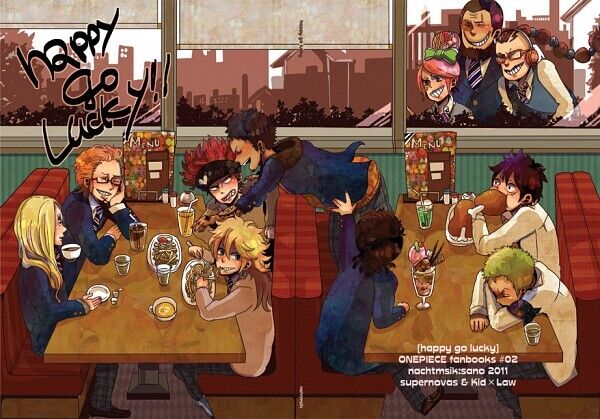 happy
go
Lucky!!
MENU
MENU
[happy go lucky]
ONEPIECE fanbooks #02
nachtmsik:sano 2011
supernovas & Kid×Law